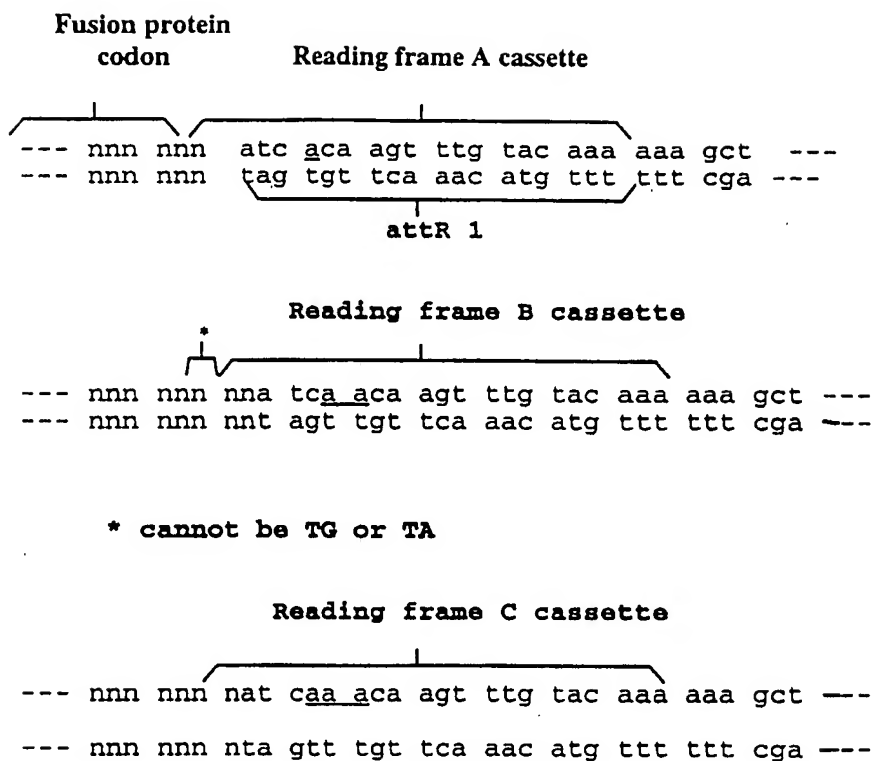 Fusion protein
codon
Reading frame A cassette
--- nnn nnn atc aca agt ttg tac aaa aaa gct ---
--- nnn nnn tag tgt tca aac atg ttt ttt cga ---
attR 1
Reading frame B cassette
*
--- nnn nnn nna tca aca agt ttg tac aaa aaa gct ---
--- nnn nnn nnt agt tgt tca aac atg ttt ttt cga ---
* cannot be TG or TA
Reading frame C cassette
--- nnn nnn nat caa aca agt ttg tac aaa aaa gct ---
--- nnn nnn nta gtt tgt tca aac atg ttt ttt cga ---